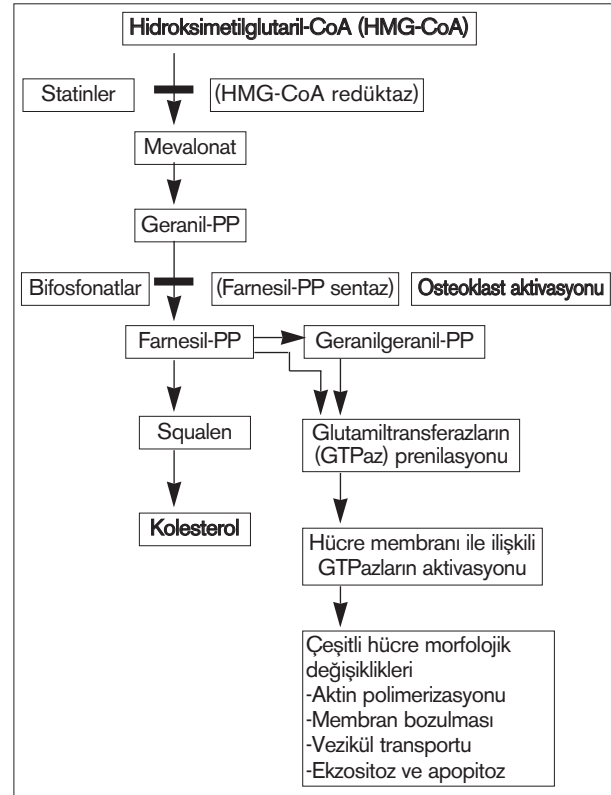 Hidroksimetilglutaril-CoA (HMG-CoA)
Statinler
(HMG-CoA redüktaz)
Mevalonat
Geranil-PP
Bifosfonatlar
(Farnesil-PP sentaz)
Osteoklast aktivasyonu
Farnesil-PP
Geranilgeranil-PP
Squalen
Glutamiltransferazların
(GTPaz) prenilasyonu
Kolesterol
Hücre membranı ile ilişkili
GTPazların aktivasyonu
Çeşitli hücre morfolojik
değişiklikleri
-Aktin polimerizasyonu
-Membran bozulması
-Vezikül transportu
-Ekzositoz ve apopitoz